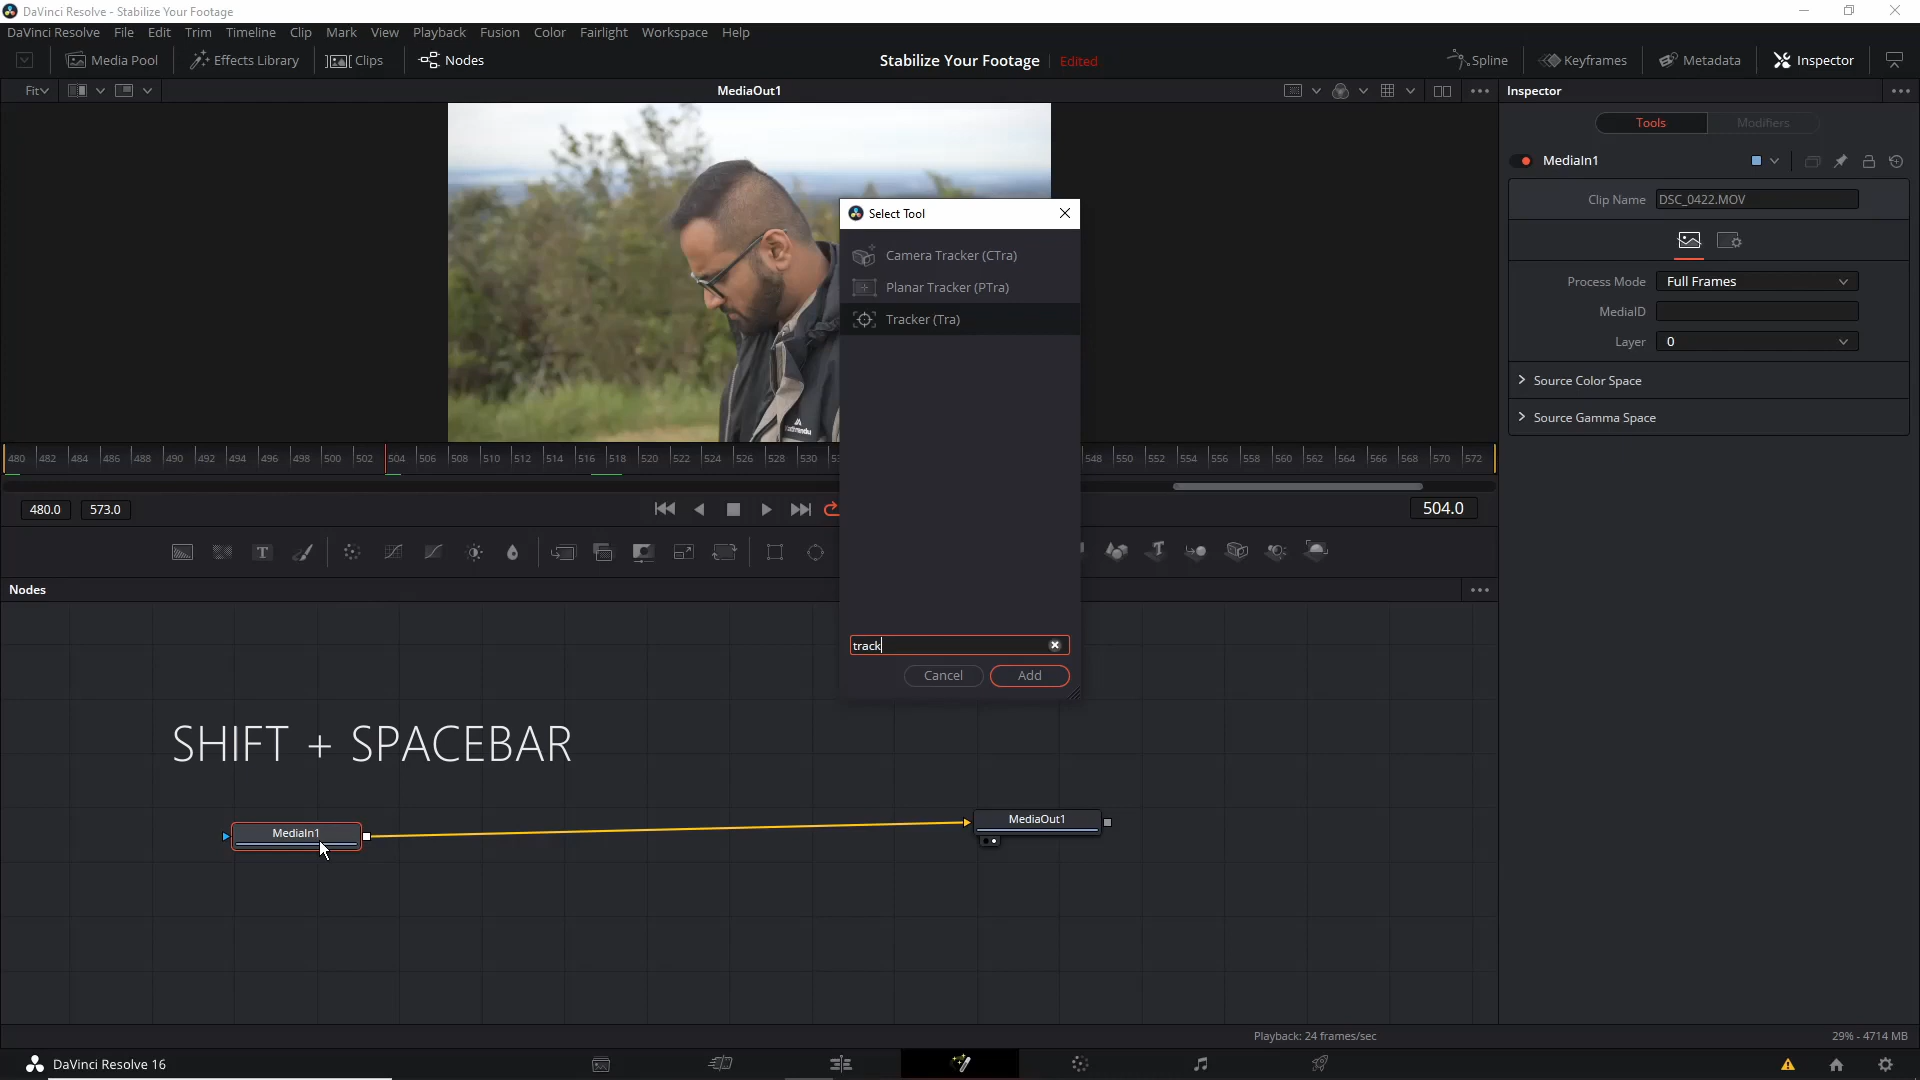 DaVinci Resolve - Stabilize Your Footage
DaVinci Resolve File Edit Trim Timeline Clip Mark View Playback Fusion Color Fairlight Workspace Help
Media Pool Effects Library Clips Nodes Stabilize Your Footage Edited Spline Keyframes Metadata Inspector
Fit MediaOut1 Inspector
Tools Modifiers
MediaIn1
Clip Name DSC_0422.MOV
Process Mode Full Frames
MediaID
Layer 0
Source Color Space
Source Gamma Space
Select Tool
Camera Tracker (CTra)
Planar Tracker (PTra)
Tracker (Tra)
track
Cancel Add
480 482 484 486 488 490 492 494 496 498 500 502 504 506 508 510 512 514 516 518 520 522 524 526 528 530 548 550 552 554 556 558 560 562 564 566 568 570 572
480.0 573.0 504.0
T T
Nodes
SHIFT + SPACEBAR
MediaIn1 MediaOut1
Playback: 24 frames/sec 29% - 4714 MB
DaVinci Resolve 16